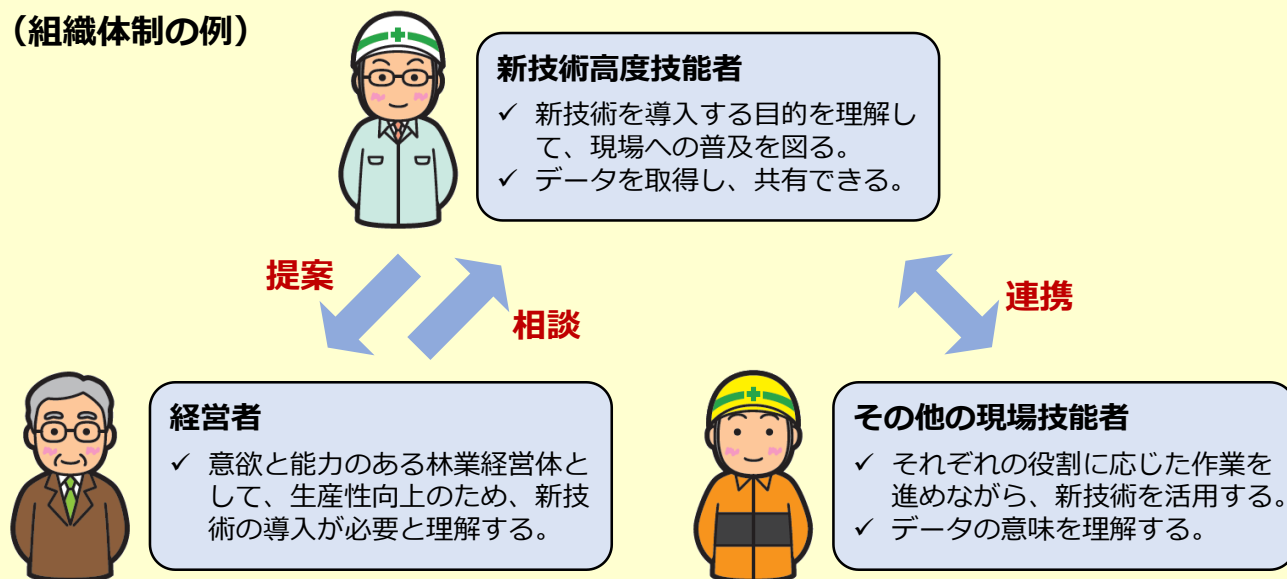 （組織体制の例）
新技術高度技能者
✓ 新技術を導入する目的を理解し
て、現場への普及を図る。
✓ データを取得し、共有できる。
提案
相談
連携
経営者
✓ 意欲と能力のある林業経営体と
して、生産性向上のため、新技
術の導入が必要と理解する。
その他の現場技能者
✓ それぞれの役割に応じた作業を
進めながら、新技術を活用する。
✓ データの意味を理解する。